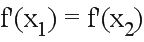 f'(x₁) = f'(x₂)